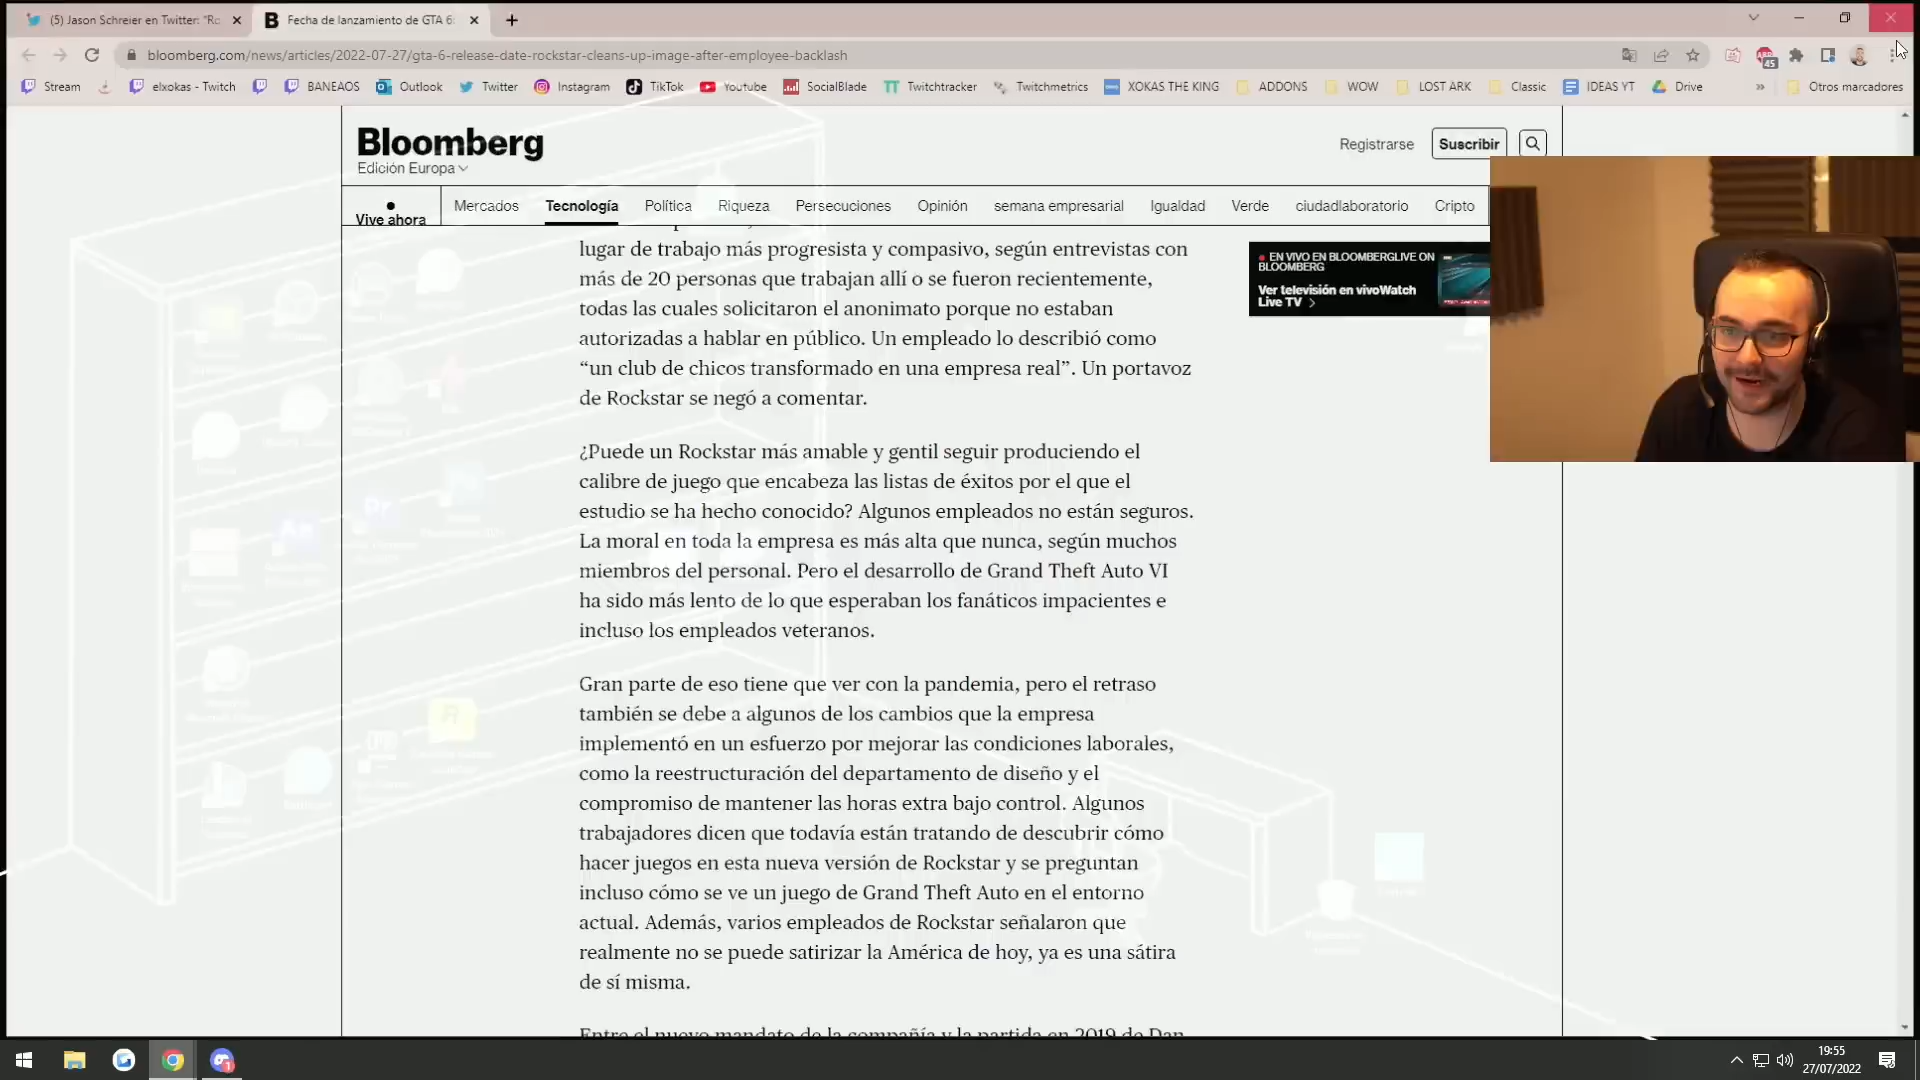 (5) Jason Schreier en Twitter: "Ro
Fecha de lanzamiento de GTA 6:
bloomberg.com/news/articles/2022-07-27/gta-6-release-date-rockstar-cleans-up-image-after-employee-backlash
45
Stream
elxokas - Twitch
BANEAOS
Outlook
Twitter
Instagram
TikTok
Youtube
SocialBlade
Twitchtracker
Twitchmetrics
XOKAS THE KING
ADDONS
WOW
LOST ARK
Classic
IDEAS YT
Drive
»
Otros marcadores
Bloomberg
Edición Europa
Registrarse
Suscribir
Vive ahora
Mercados
Tecnología
Política
Riqueza
Persecuciones
Opinión
semana empresarial
Igualdad
Verde
ciudadlaboratorio
Cripto
lugar de trabajo más progresista y compasivo, según entrevistas con
más de 20 personas que trabajan allí o se fueron recientemente,
todas las cuales solicitaron el anonimato porque no estaban
autorizadas a hablar en público. Un empleado lo describió como
“un club de chicos transformado en una empresa real”. Un portavoz
de Rockstar se negó a comentar.
EN VIVO EN BLOOMBERGLIVE ON
BLOOMBERG
Ver televisión en vivoWatch
Live TV >
¿Puede un Rockstar más amable y gentil seguir produciendo el
calibre de juego que encabeza las listas de éxitos por el que el
estudio se ha hecho conocido? Algunos empleados no están seguros.
La moral en toda la empresa es más alta que nunca, según muchos
miembros del personal. Pero el desarrollo de Grand Theft Auto VI
ha sido más lento de lo que esperaban los fanáticos impacientes e
incluso los empleados veteranos.
Gran parte de eso tiene que ver con la pandemia, pero el retraso
también se debe a algunos de los cambios que la empresa
implementó en un esfuerzo por mejorar las condiciones laborales,
como la reestructuración del departamento de diseño y el
compromiso de mantener las horas extra bajo control. Algunos
trabajadores dicen que todavía están tratando de descubrir cómo
hacer juegos en esta nueva versión de Rockstar y se preguntan
incluso cómo se ve un juego de Grand Theft Auto en el entorno
actual. Además, varios empleados de Rockstar señalaron que
realmente no se puede satirizar la América de hoy, ya es una sátira
de sí misma.
Entre el nuevo mandato de la compañía y la partida en 2019 de Dan
19:55
27/07/2022